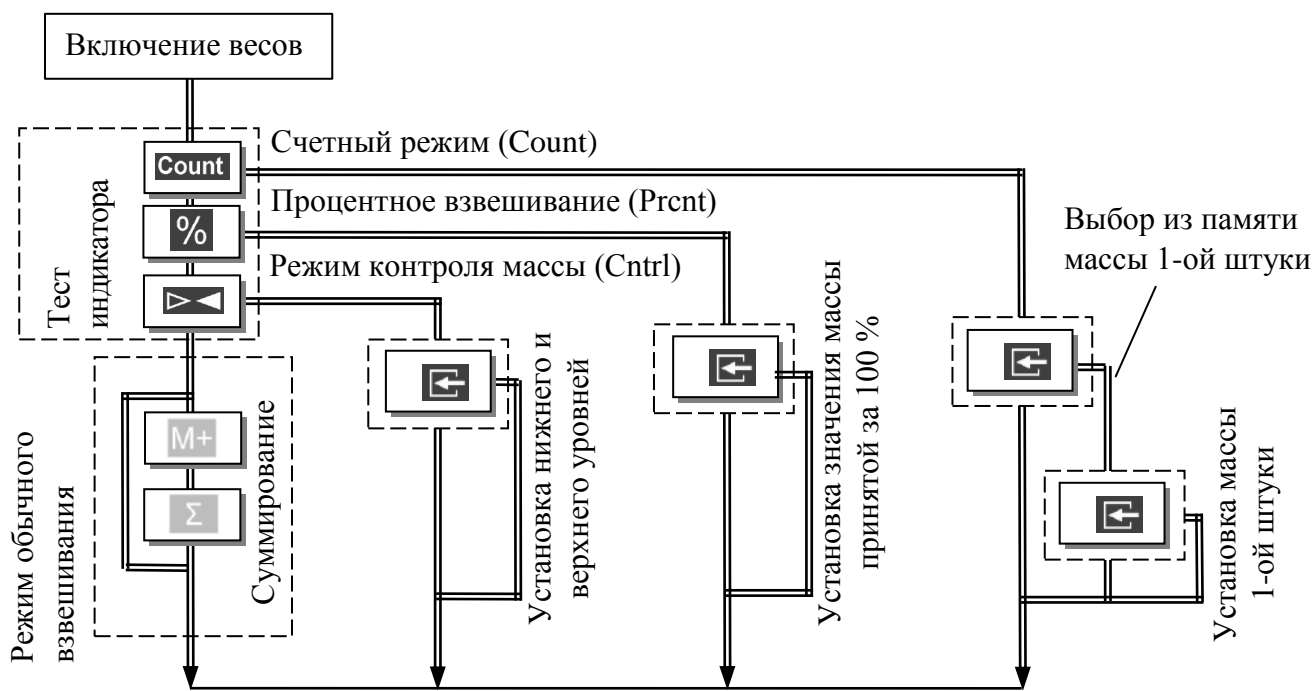 Включение весов
Счетный режим (Count)
Count
Процентное взвешивание (Prcnt)
%
Режим контроля массы (Cntrl)
Тест
индикатора
Выбор из памяти
массы 1-ой штуки
Режим обычного
взвешивания
M+
Σ
Суммирование
Установка нижнего и
верхнего уровней
Установка значения массы
принятой за 100 %
Установка массы
1-ой штуки